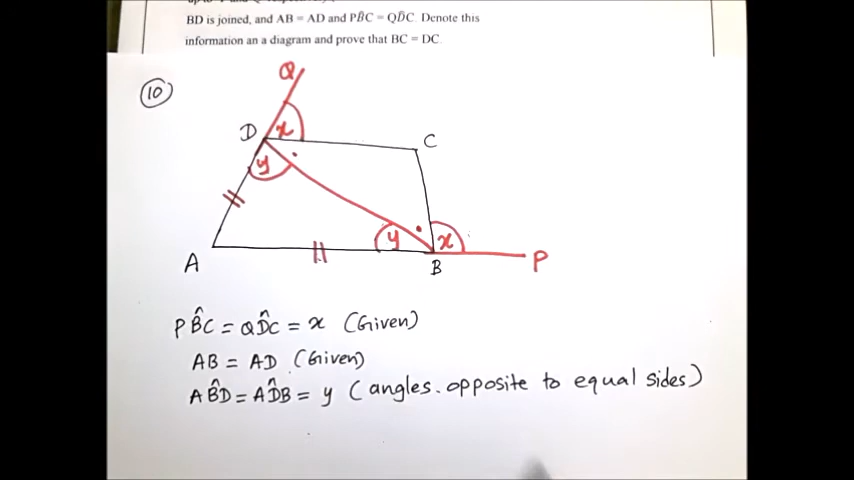 BD is joined, and AB = AD and PB̂C = QD̂C. Denote this
information an a diagram and prove that BC = DC.
10
Q
D
x
C
y
y
x
A
B
P
PB̂C = QD̂C = x (Given)
AB = AD (Given)
AB̂D = AD̂B = y (angles. opposite to equal sides)